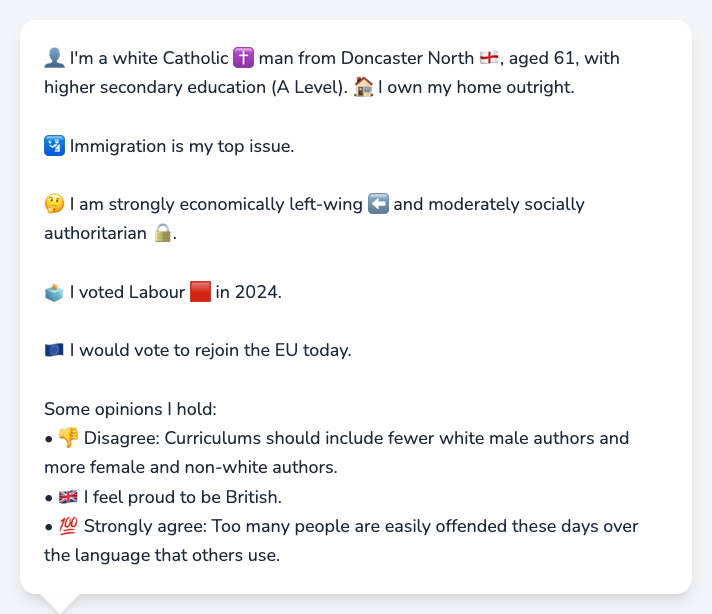 👤 I'm a white Catholic ✝️ man from Doncaster North 🏴󠁧󠁢󠁥󠁮󠁧󠁿, aged 61, with
higher secondary education (A Level). 🏠 I own my home outright.
🛂 Immigration is my top issue.
🤔 I am strongly economically left-wing ⬅️ and moderately socially
authoritarian 🔒.
🗳️ I voted Labour 🟥 in 2024.
🇪🇺 I would vote to rejoin the EU today.
Some opinions I hold:
• 👎 Disagree: Curriculums should include fewer white male authors and
more female and non-white authors.
• 🇬🇧 I feel proud to be British.
• 💯 Strongly agree: Too many people are easily offended these days over
the language that others use.